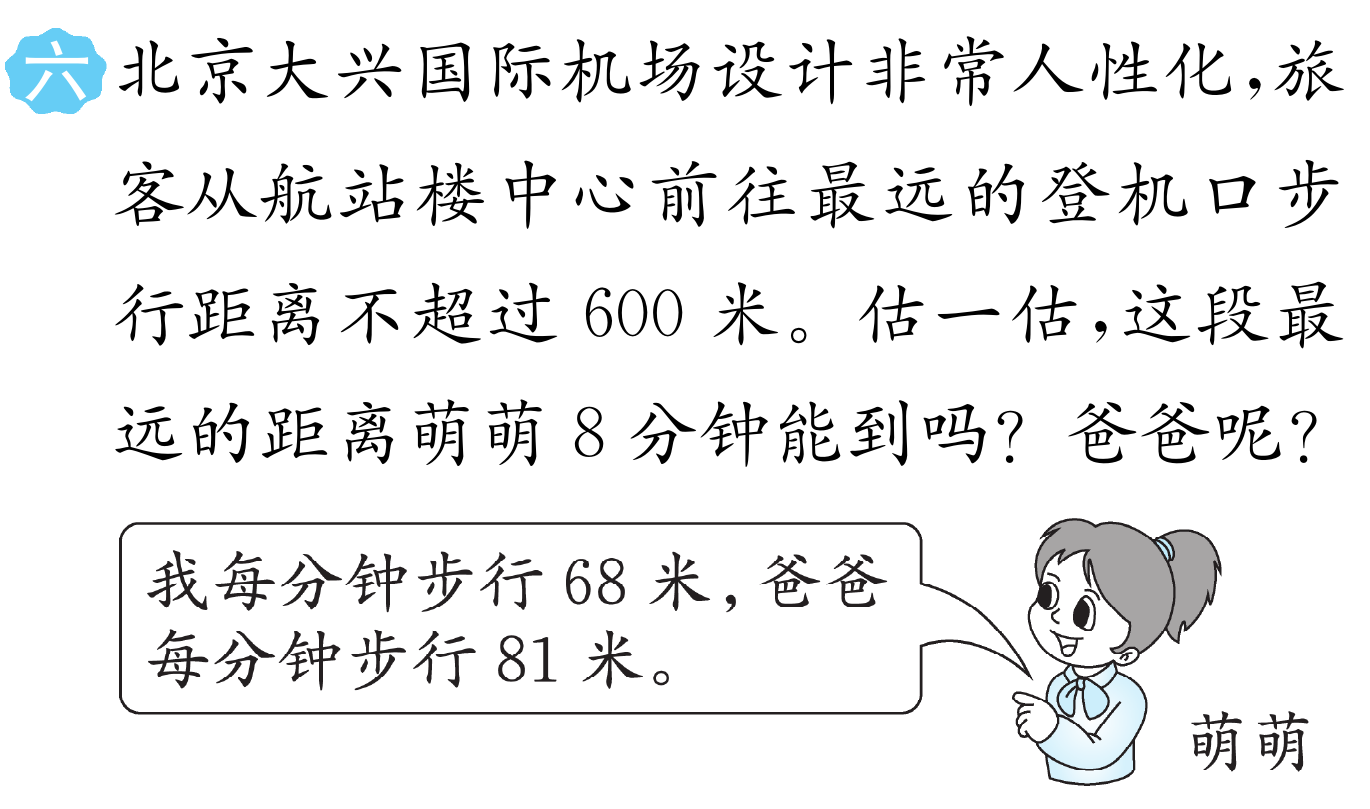 六 北京大兴国际机场设计非常人性化,旅
客从航站楼中心前往最远的登机口步
行距离不超过 600 米。估一估,这段最
远的距离萌萌 8 分钟能到吗? 爸爸呢?
我每分钟步行 68 米,爸爸
每分钟步行 81 米。
萌萌